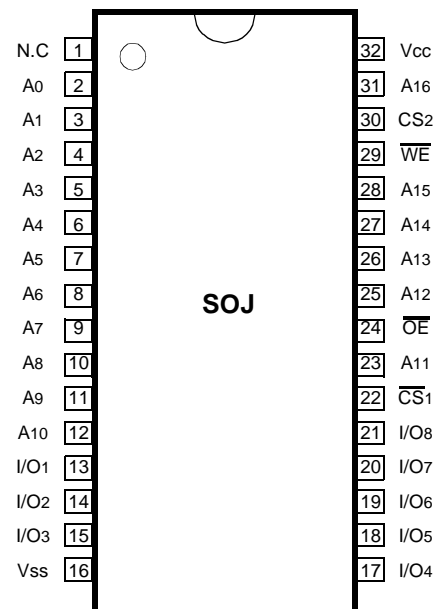 N.C 1 32 Vcc
A0 2 31 A16
A1 3 30 CS2
A2 4 29 W̅E̅
A3 5 28 A15
A4 6 27 A14
A5 7 26 A13
A6 8 25 A12
SOJ
A7 9 24 O̅E̅
A8 10 23 A11
A9 11 22 C̅S̅1
A10 12 21 I/O8
I/O1 13 20 I/O7
I/O2 14 19 I/O6
I/O3 15 18 I/O5
Vss 16 17 I/O4